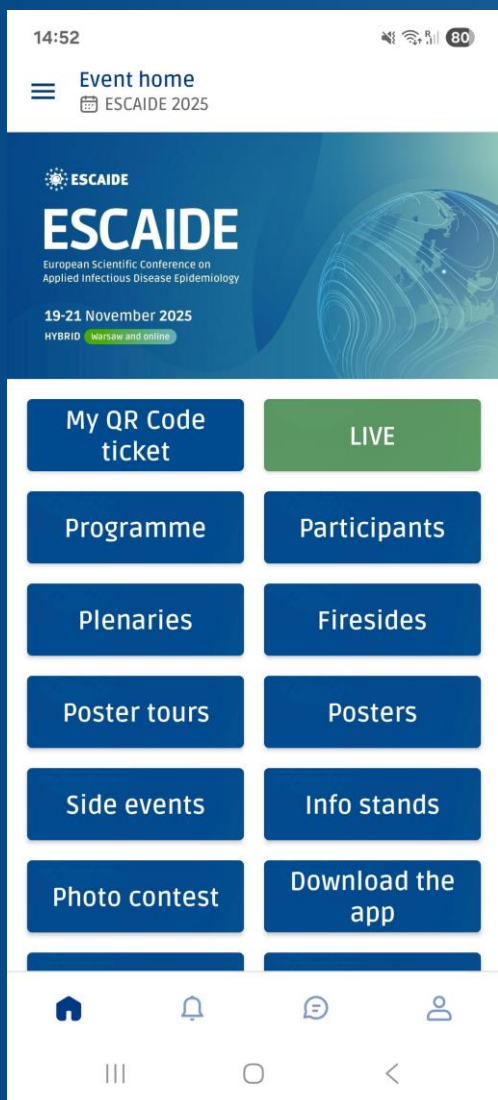 14:52
80
Event home
ESCAIDE 2025
ESCAIDE
ESCAIDE
European Scientific Conference on
Applied Infectious Disease Epidemiology
19-21 November 2025
HYBRID Warsaw and online
My QR Code
ticket
LIVE
Programme
Participants
Plenaries
Firesides
Poster tours
Posters
Side events
Info stands
Photo contest
Download the
app